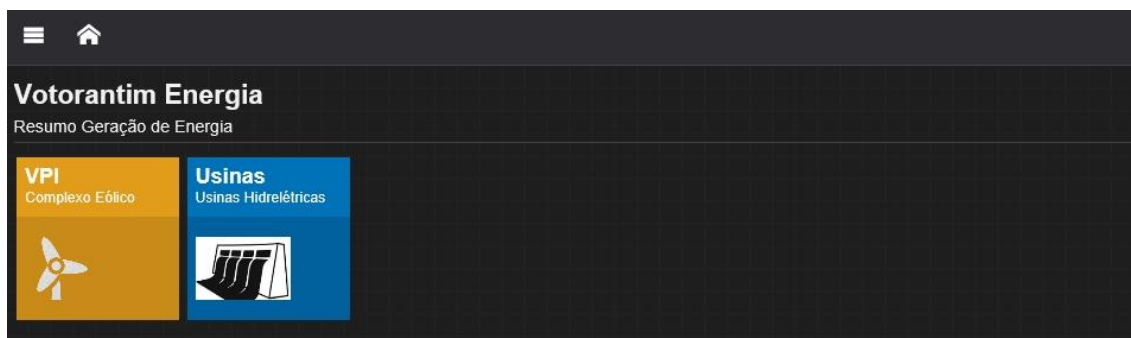 Votorantim Energia
Resumo Geração de Energia
VPI
Complexo Eólico
Usinas
Usinas Hidrelétricas